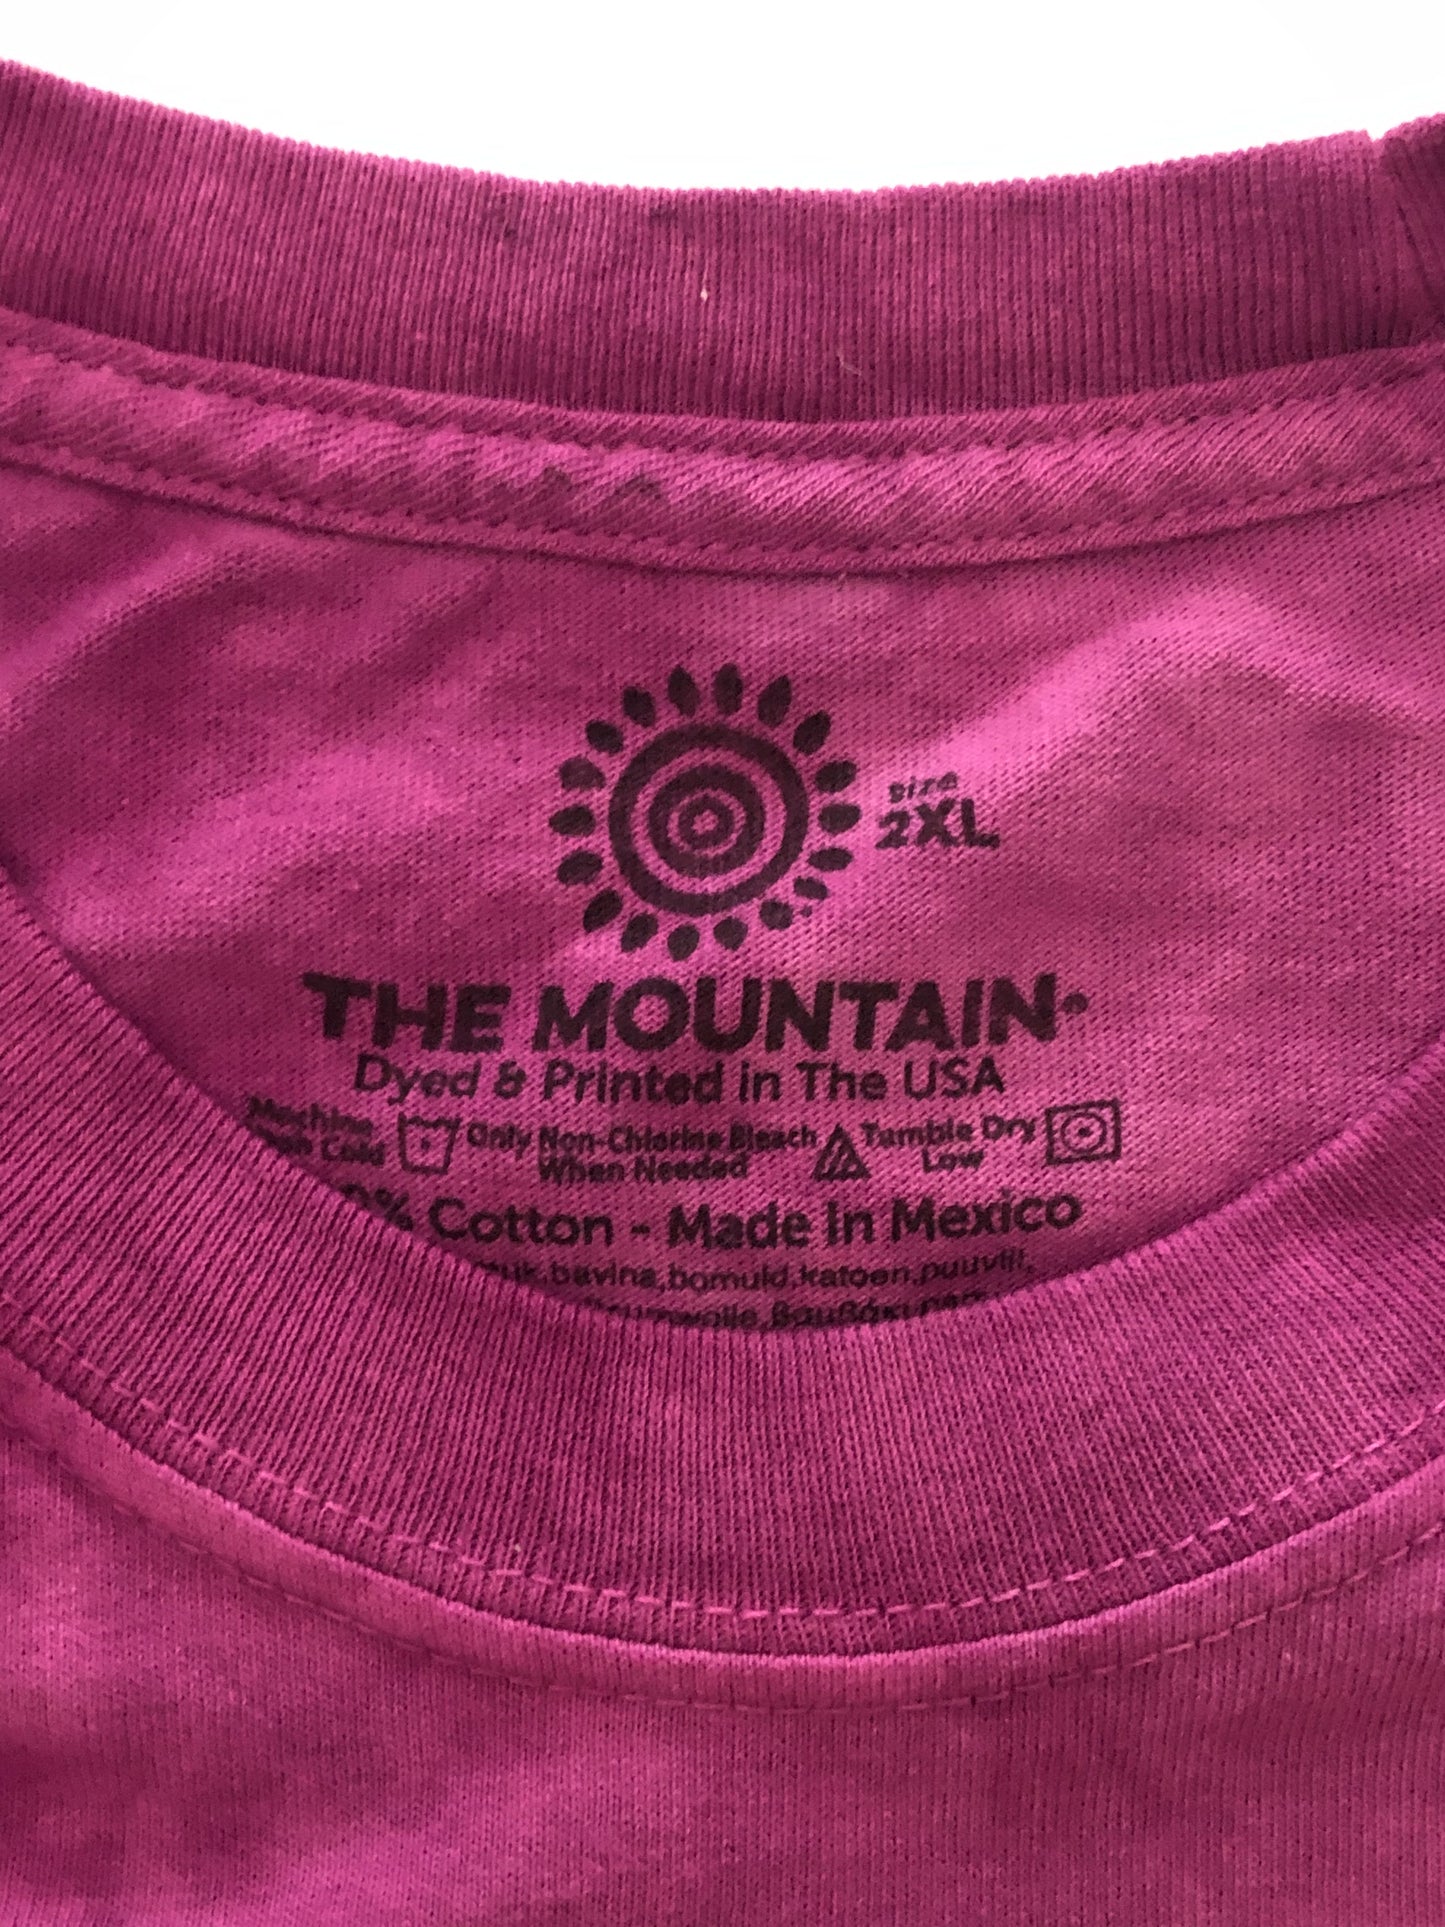 size
2XL
THE MOUNTAIN®
Dyed & Printed in The USA
Machine Only Non-Chlorine Bleach Tumble Dry
Cold When Needed Low
% Cotton - Made in Mexico
bavlna,bomuld,katoen,puuvill,